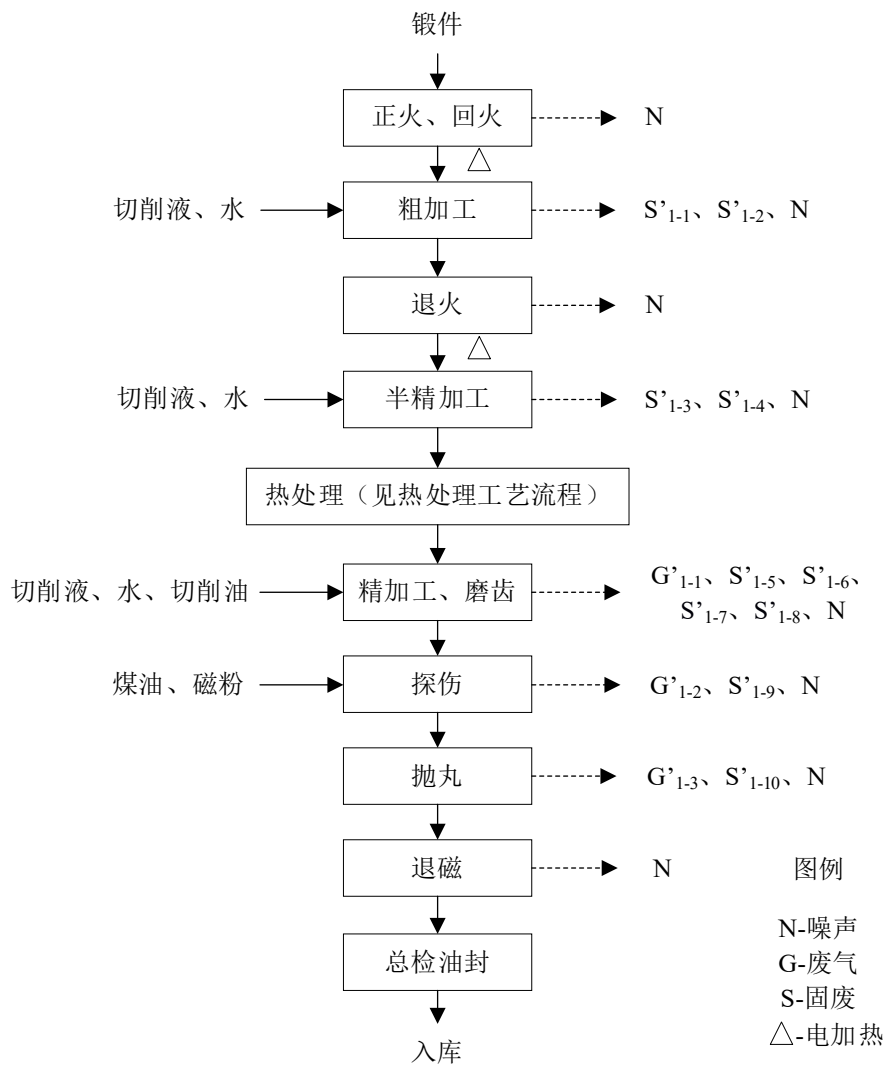 锻件
正火、回火 N
△
切削液、水 粗加工 S’1-1、S’1-2、N
退火 N
△
切削液、水 半精加工 S’1-3、S’1-4、N
热处理（见热处理工艺流程）
切削液、水、切削油 精加工、磨齿 G’1-1、S’1-5、S’1-6、
S’1-7、S’1-8、N
煤油、磁粉 探伤 G’1-2、S’1-9、N
抛丸 G’1-3、S’1-10、N
退磁 N 图例
N-噪声
总检油封
G-废气
S-固废
△-电加热
入库